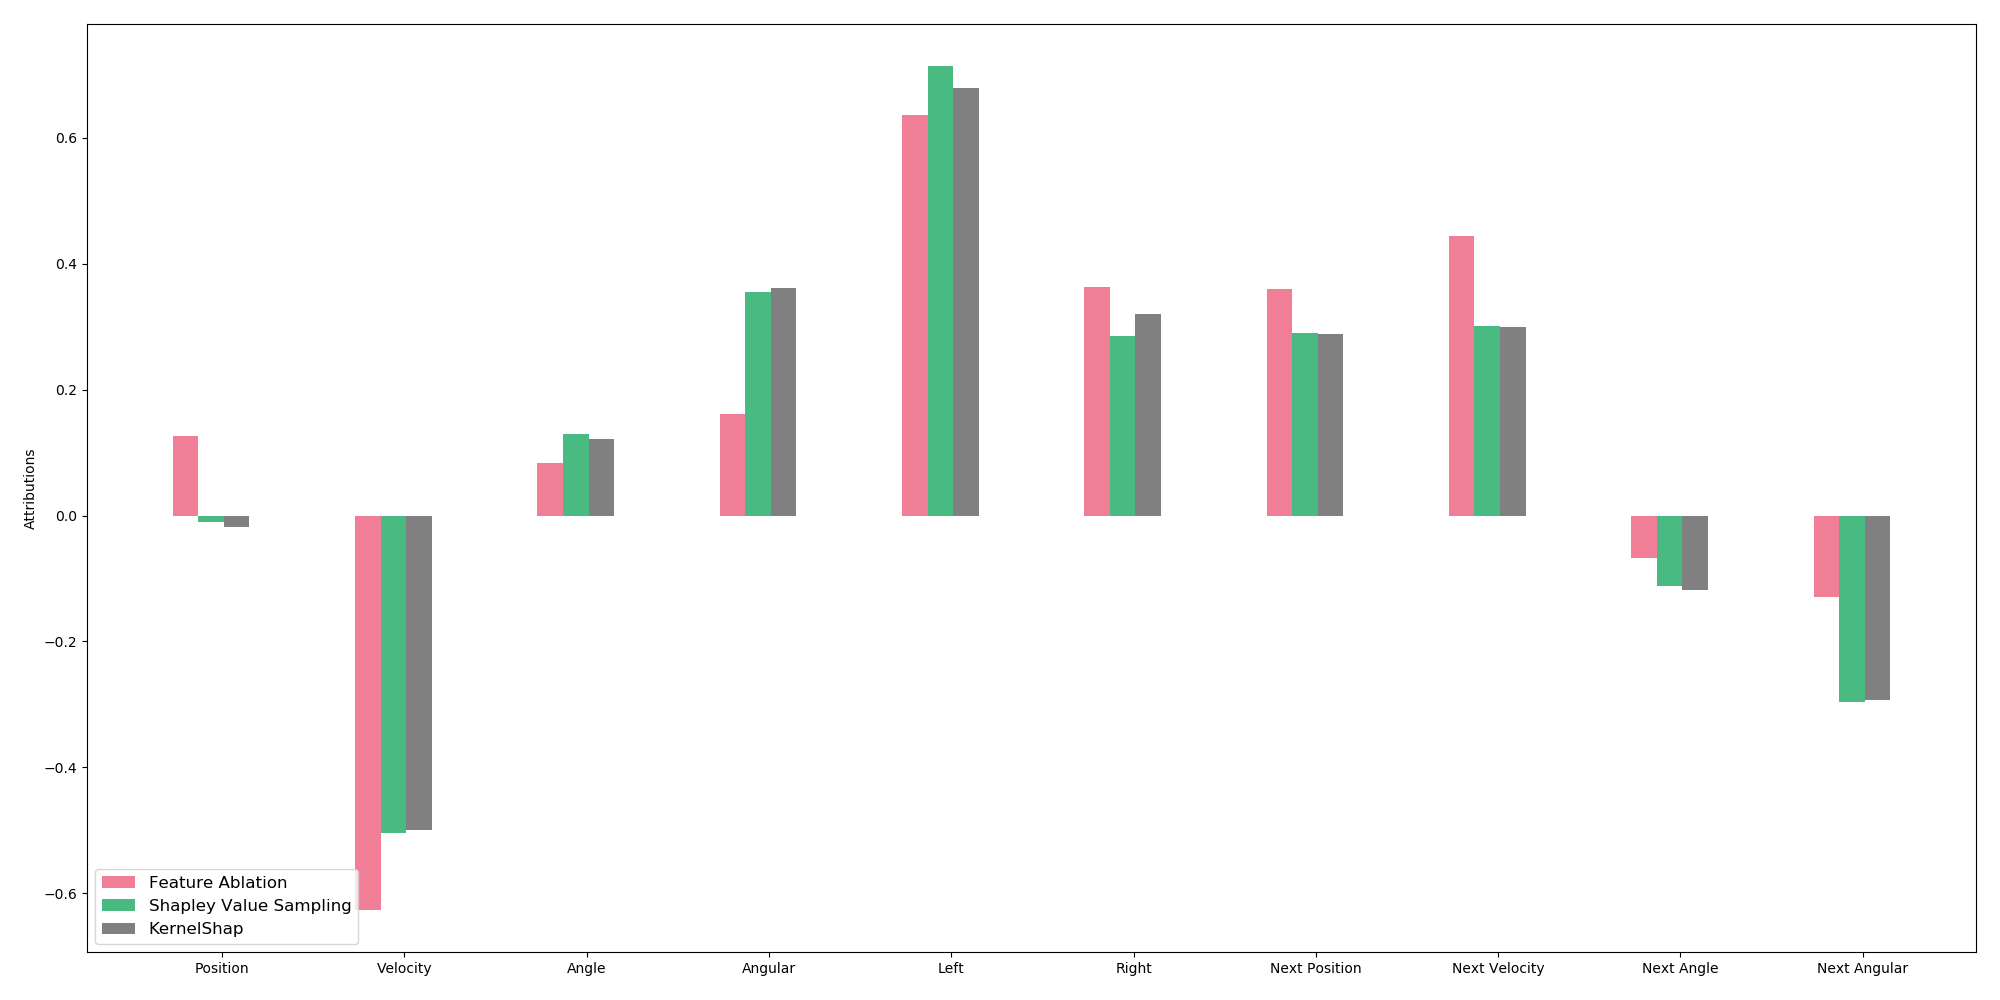 Attributions
0.6
0.4
0.2
0.0
−0.2
−0.4
−0.6
Feature Ablation
Shapley Value Sampling
KernelShap
Position Velocity Angle Angular Left Right Next Position Next Velocity Next Angle Next Angular